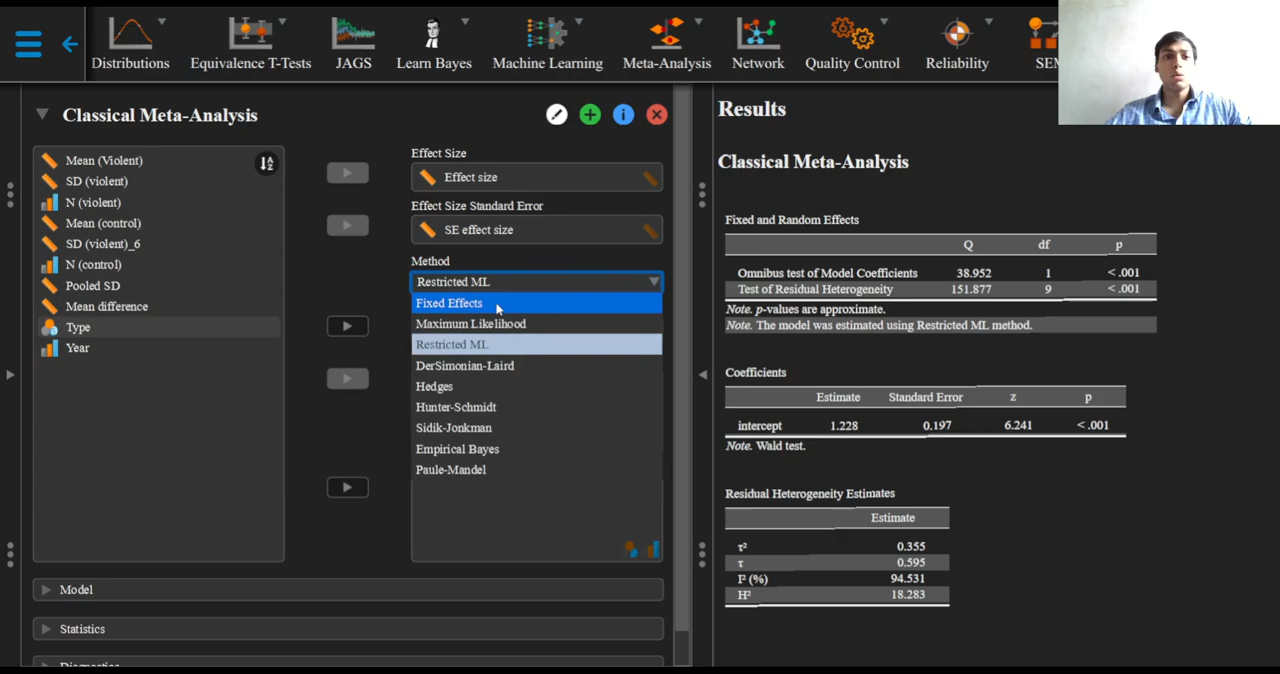 Distributions
Equivalence T-Tests
JAGS
Learn Bayes
Machine Learning
Meta-Analysis
Network
Quality Control
Reliability
SEM
Classical Meta-Analysis
Mean (Violent)
SD (violent)
N (violent)
Mean (control)
SD (violent)_6
N (control)
Pooled SD
Mean difference
Type
Year
Effect Size
Effect size
Effect Size Standard Error
SE effect size
Method
Restricted ML
Fixed Effects
Maximum Likelihood
Restricted ML
DerSimonian-Laird
Hedges
Hunter-Schmidt
Sidik-Jonkman
Empirical Bayes
Paule-Mandel
Model
Statistics
Diagnostics
Results
Classical Meta-Analysis
Fixed and Random Effects
Q df p
Omnibus test of Model Coefficients 38.952 1 < .001
Test of Residual Heterogeneity 151.877 9 < .001
Note. p-values are approximate.
Note. The model was estimated using Restricted ML method.
Coefficients
Estimate Standard Error z p
intercept 1.228 0.197 6.241 < .001
Note. Wald test.
Residual Heterogeneity Estimates
Estimate
τ² 0.355
τ 0.595
I² (%) 94.531
H² 18.283